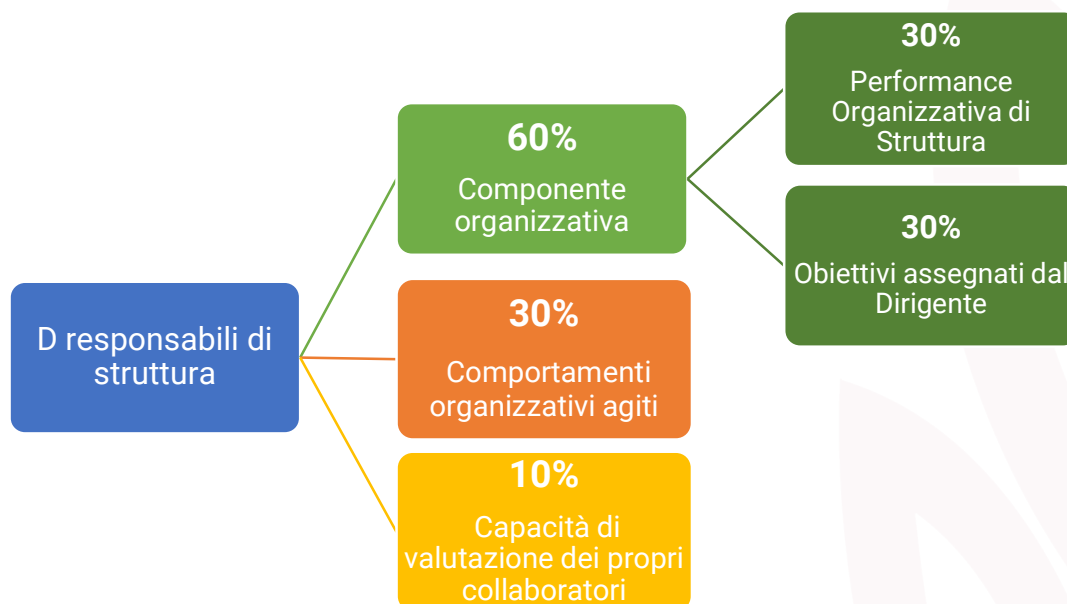 D responsabili di
struttura
60%
Componente
organizzativa
30%
Performance
Organizzativa di
Struttura
30%
Obiettivi assegnati dal
Dirigente
30%
Comportamenti
organizzativi agiti
10%
Capacità di
valutazione dei propri
collaboratori